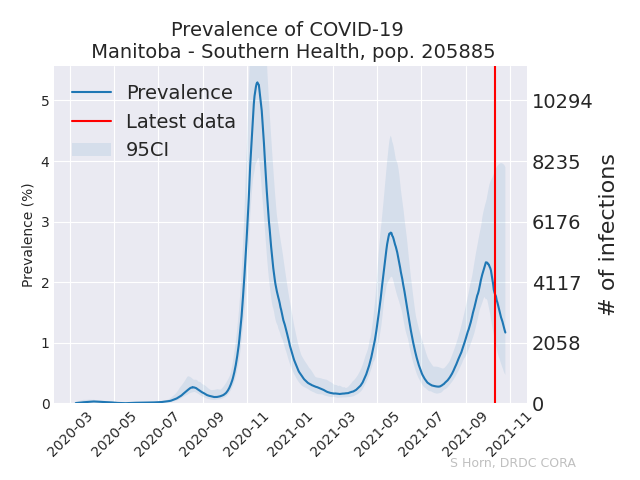 Prevalence of COVID-19
Manitoba - Southern Health, pop. 205885
Prevalence
Latest data
95CI
Prevalence (%)
5
4
3
2
1
0
10294
8235
6176
4117
2058
0
# of infections
2020-03
2020-05
2020-07
2020-09
2020-11
2021-01
2021-03
2021-05
2021-07
2021-09
2021-11
S Horn, DRDC CORA